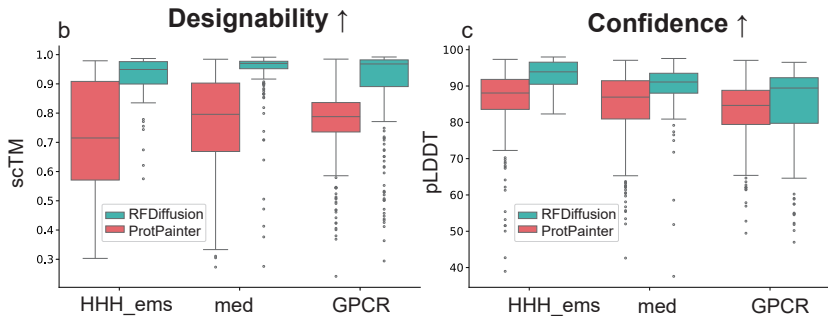 b
Designability ↑
1.0
0.9
0.8
0.7
0.6
0.5
0.4
0.3
scTM
RFDiffusion
ProtPainter
HHH_ems
med
GPCR
c
Confidence ↑
100
90
80
70
60
50
40
pLDDT
RFDiffusion
ProtPainter
HHH_ems
med
GPCR